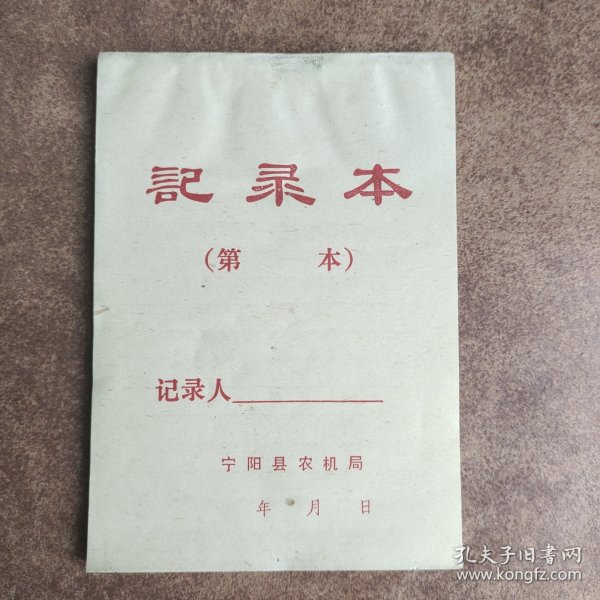 記录本
（第　　本）
记录人
宁阳县农机局
年　月　日
孔夫子旧书网
www.kongfz.com